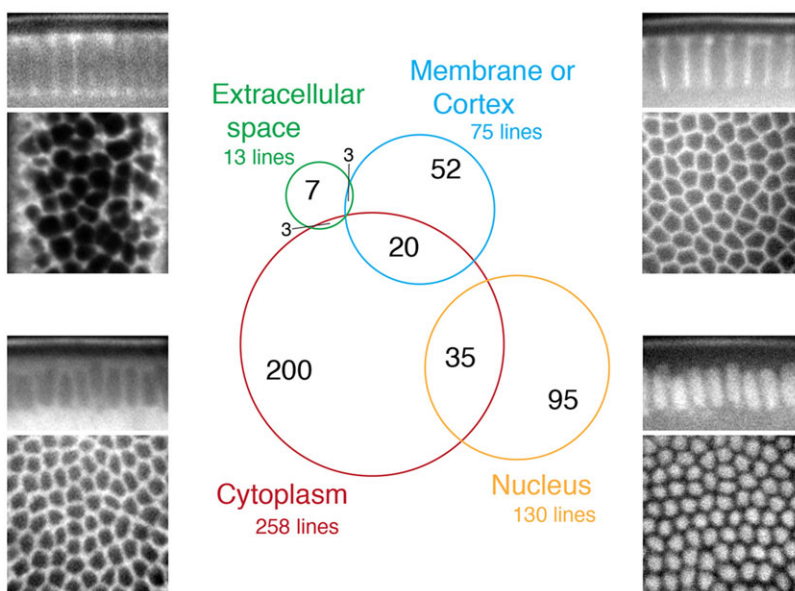 Extracellular
space
13 lines
Membrane or
Cortex
75 lines
3
7
52
3
20
200
35
95
Cytoplasm
258 lines
Nucleus
130 lines